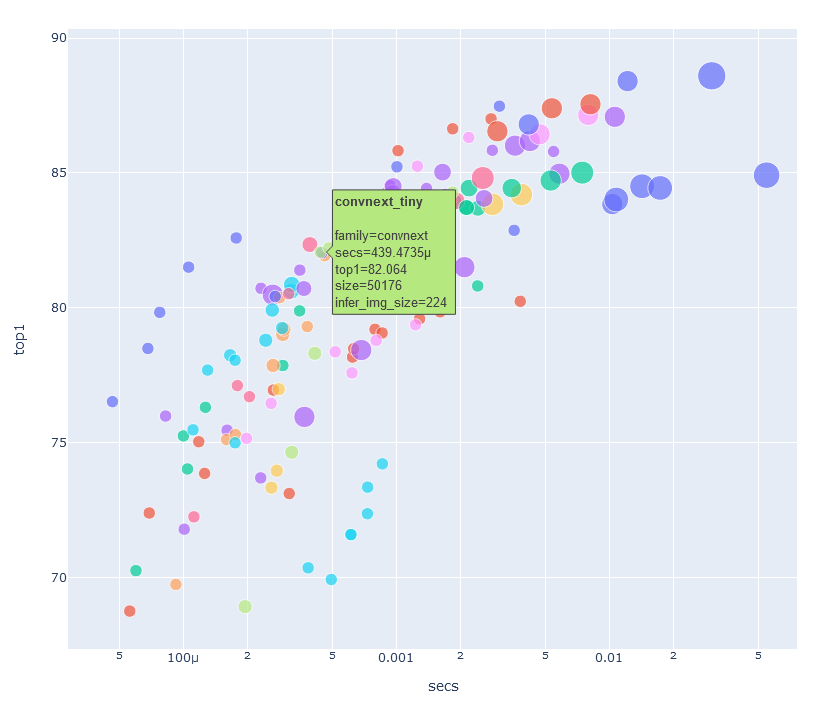 90
85
80
75
70
top1
convnext_tiny
family=convnext
secs=439.4735μ
top1=82.064
size=50176
infer_img_size=224
5
100μ
2
5
0.001
2
5
0.01
2
5
secs